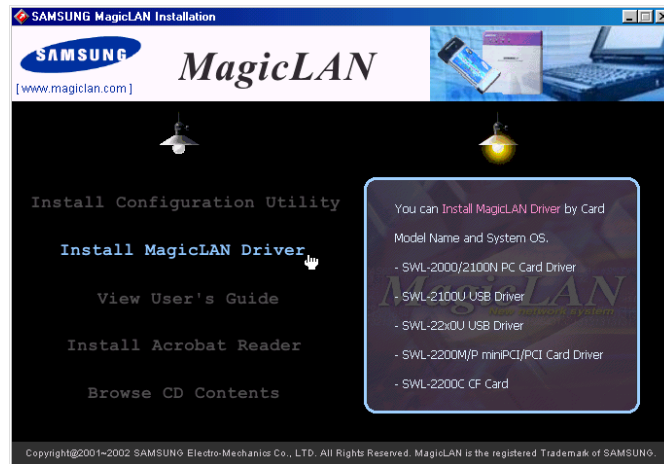 SAMSUNG MagicLAN Installation
SAMSUNG
MagicLAN
[ www.magiclan.com ]
Install Configuration Utility
Install MagicLAN Driver
View User's Guide
Install Acrobat Reader
Browse CD Contents
You can Install MagicLAN Driver by Card
Model Name and System OS.
- SWL-2000/2100N PC Card Driver
- SWL-2100U USB Driver
- SWL-22x0U USB Driver
- SWL-2200M/P miniPCI/PCI Card Driver
- SWL-2200C CF Card
MagicLAN
New network system
Copyright@2001~2002 SAMSUNG Electro-Mechanics Co., LTD. All Rights Reserved. MagicLAN is the registered Trademark of SAMSUNG.